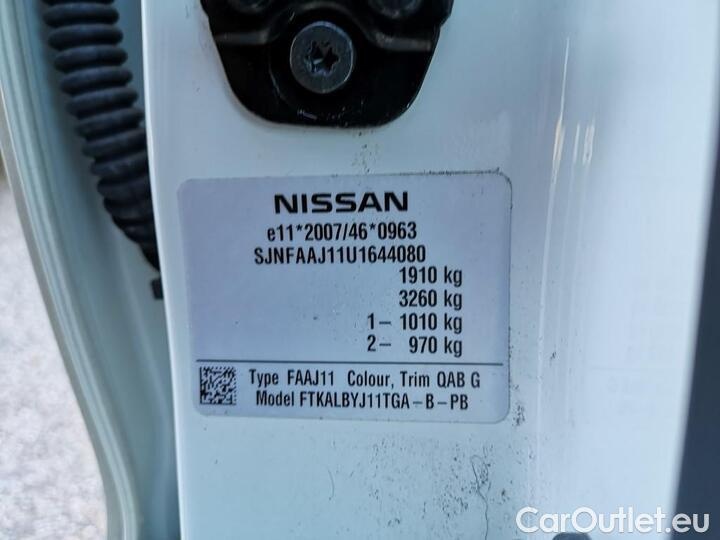 NISSAN
e11*2007/46*0963
SJNFAAJ11U1644080
1910 kg
3260 kg
1– 1010 kg
2– 970 kg
Type FAAJ11 Colour, Trim QAB G
Model FTKALBYJ11TGA–B–PB
CarOutlet.eu